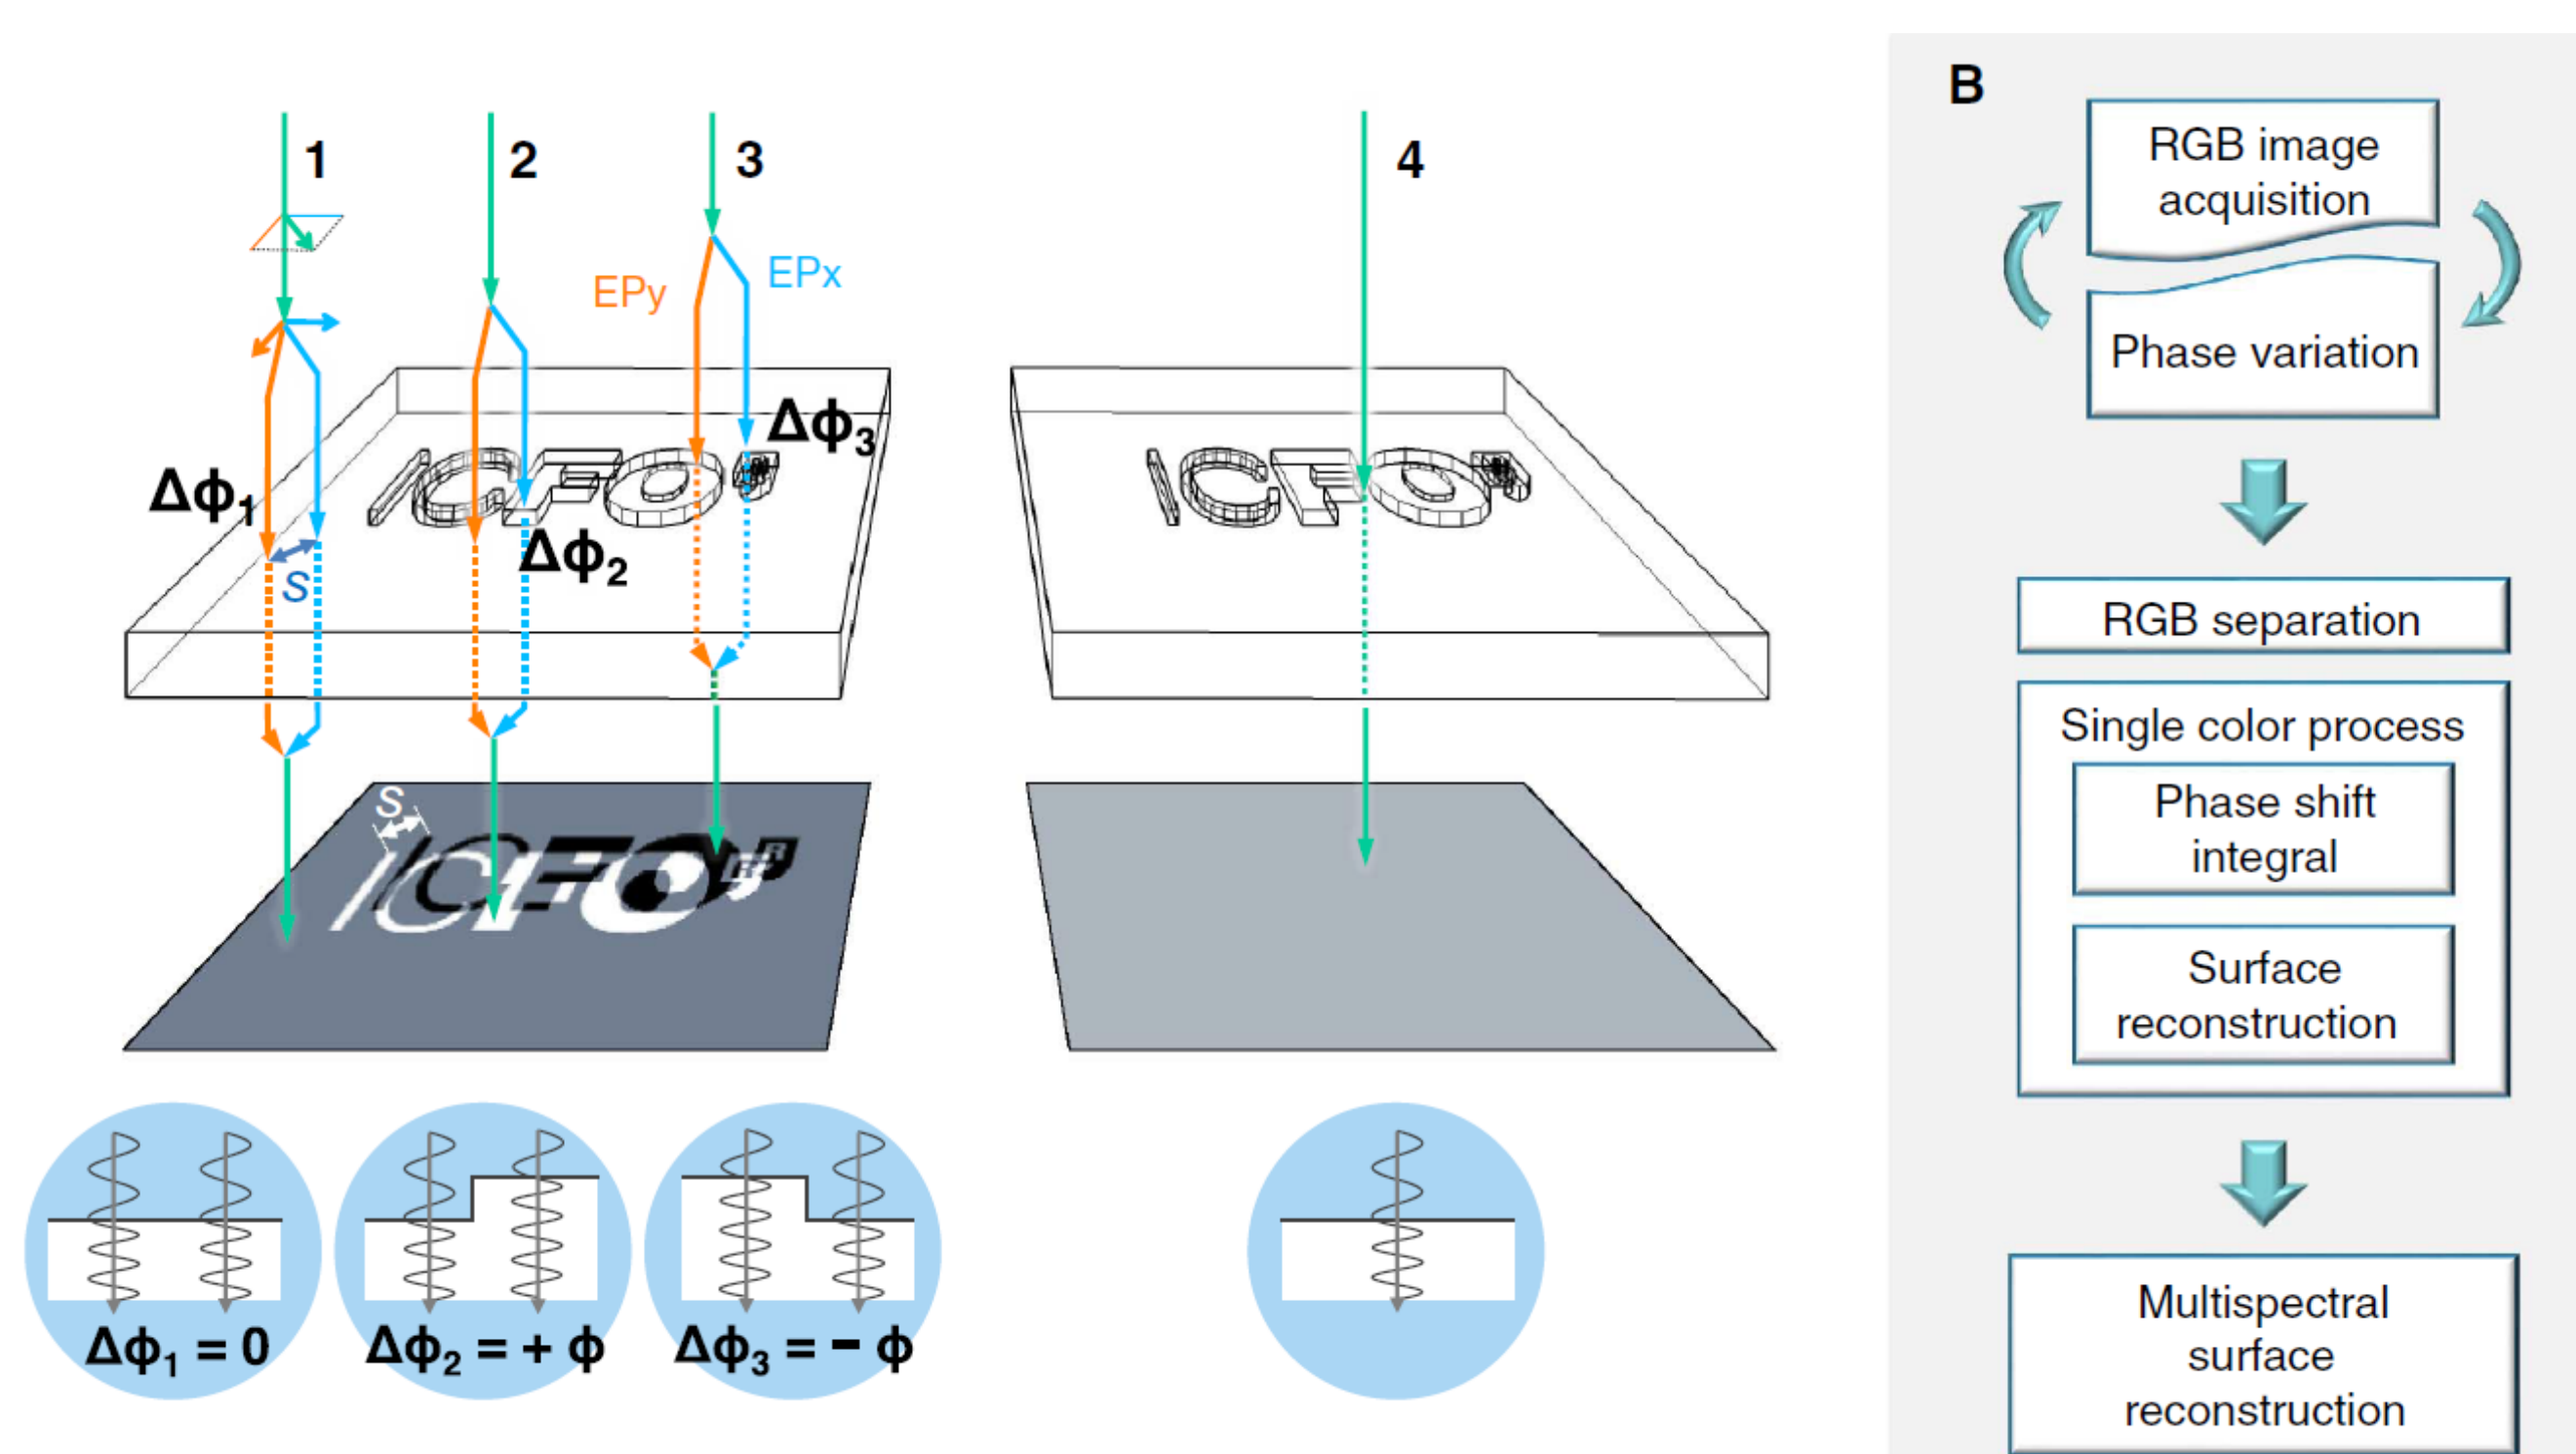 1
2
3
4
EPy
EPx
Δϕ₃
Δϕ₁
Δϕ₂
S
ICFO
ICFO
S
ICFO
R
R
Δϕ₁ = 0
Δϕ₂ = + ϕ
Δϕ₃ = − ϕ
B
RGB image
acquisition
Phase variation
RGB separation
Single color process
Phase shift
integral
Surface
reconstruction
Multispectral
surface
reconstruction